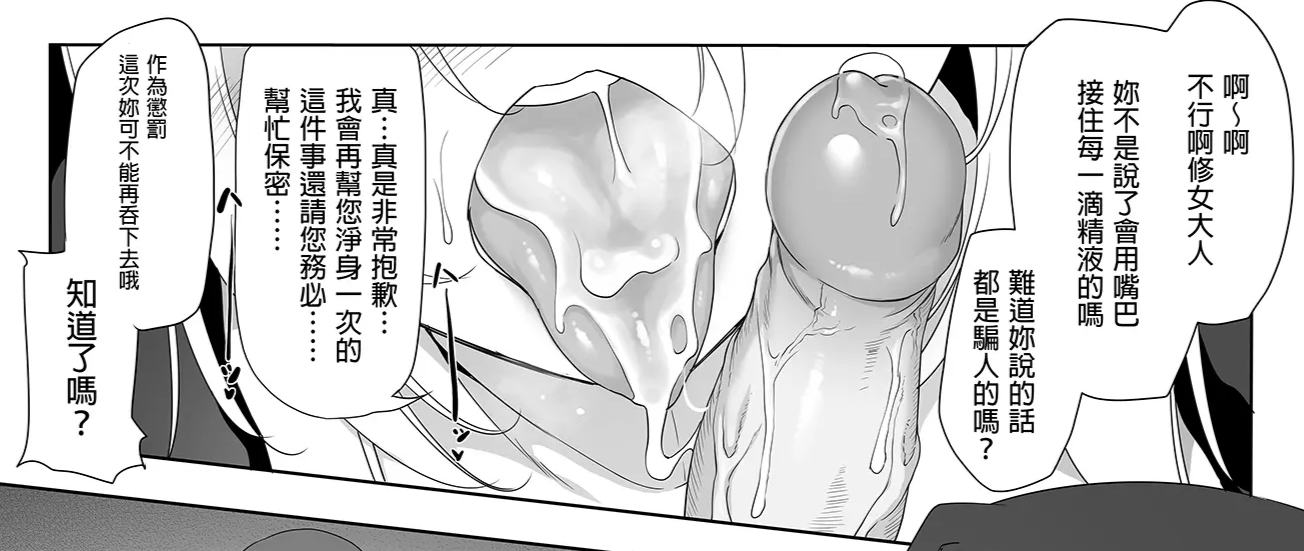 啊～啊
不行啊修女大人
妳不是說了會用嘴巴
接住每一滴精液的嗎
難道妳說的話
都是騙人的嗎？
真…真是非常抱歉…
我會再幫您淨身一次的
這件事還請您務必……
幫忙保密……
作為懲罰
這次妳可不能再吞下去哦
知道了嗎？